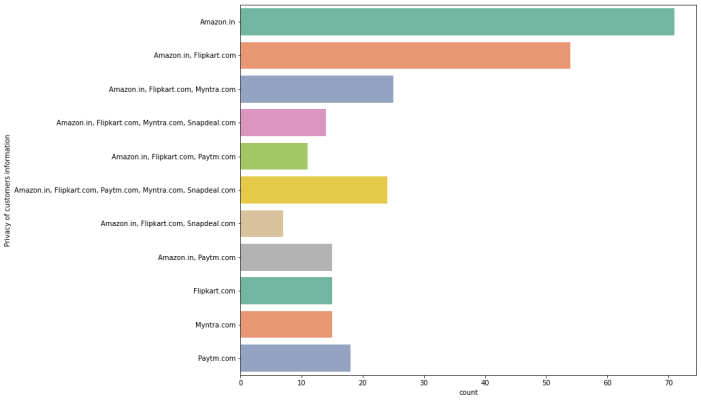 Privacy of customers information
Amazon.in
Amazon.in, Flipkart.com
Amazon.in, Flipkart.com, Myntra.com
Amazon.in, Flipkart.com, Myntra.com, Snapdeal.com
Amazon.in, Flipkart.com, Paytm.com
Amazon.in, Flipkart.com, Paytm.com, Myntra.com, Snapdeal.com
Amazon.in, Flipkart.com, Snapdeal.com
Amazon.in, Paytm.com
Flipkart.com
Myntra.com
Paytm.com
0 10 20 30 40 50 60 70
count